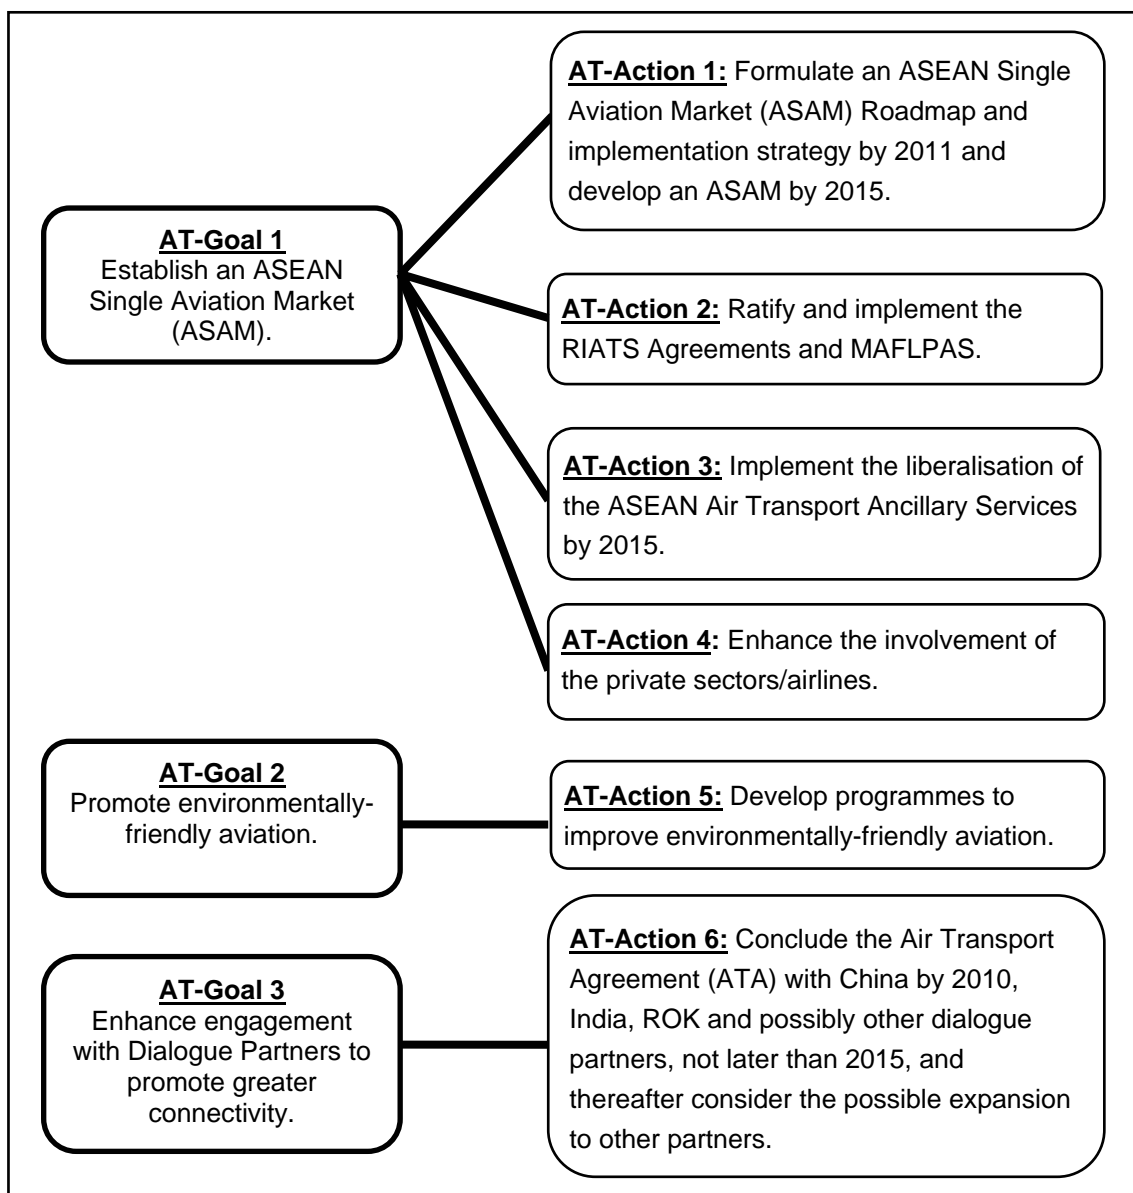 AT-Goal 1
Establish an ASEAN
Single Aviation Market
(ASAM).
AT-Action 1: Formulate an ASEAN Single
Aviation Market (ASAM) Roadmap and
implementation strategy by 2011 and
develop an ASAM by 2015.
AT-Action 2: Ratify and implement the
RIATS Agreements and MAFLPAS.
AT-Action 3: Implement the liberalisation of
the ASEAN Air Transport Ancillary Services
by 2015.
AT-Action 4: Enhance the involvement of
the private sectors/airlines.
AT-Goal 2
Promote environmentally-
friendly aviation.
AT-Action 5: Develop programmes to
improve environmentally-friendly aviation.
AT-Goal 3
Enhance engagement
with Dialogue Partners to
promote greater
connectivity.
AT-Action 6: Conclude the Air Transport
Agreement (ATA) with China by 2010,
India, ROK and possibly other dialogue
partners, not later than 2015, and
thereafter consider the possible expansion
to other partners.